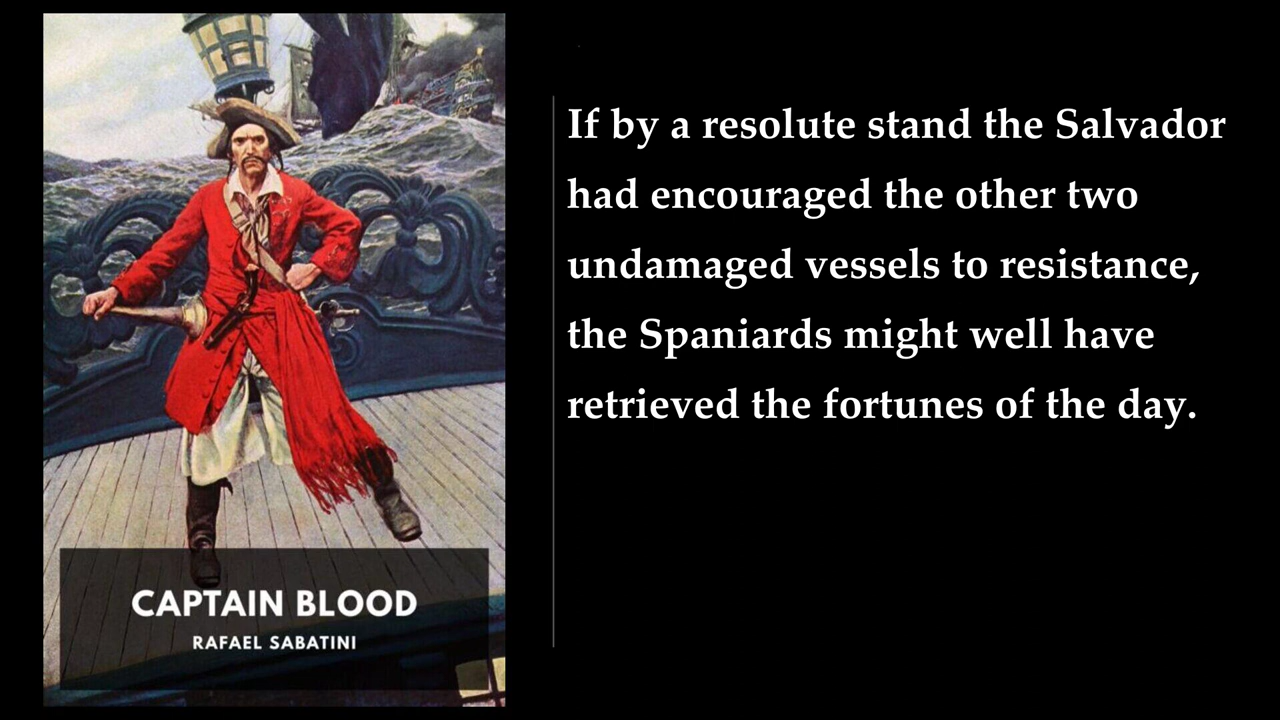 If by a resolute stand the Salvador
had encouraged the other two
undamaged vessels to resistance,
the Spaniards might well have
retrieved the fortunes of the day.
CAPTAIN BLOOD
RAFAEL SABATINI